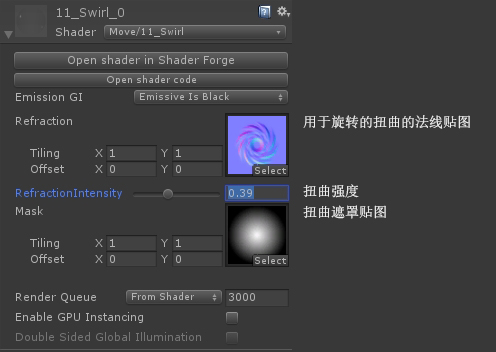 11_Swirl_0
Shader Move/11_Swirl
Open shader in Shader Forge
Open shader code
Emission GI Emissive Is Black
Refraction 用于旋转的扭曲的法线贴图
Tiling X 1 Y 1
Offset X 0 Y 0
Select
RefractionIntensity 0.39 扭曲强度
Mask 扭曲遮罩贴图
Tiling X 1 Y 1
Offset X 0 Y 0
Select
Render Queue From Shader 3000
Enable GPU Instancing
Double Sided Global Illumination